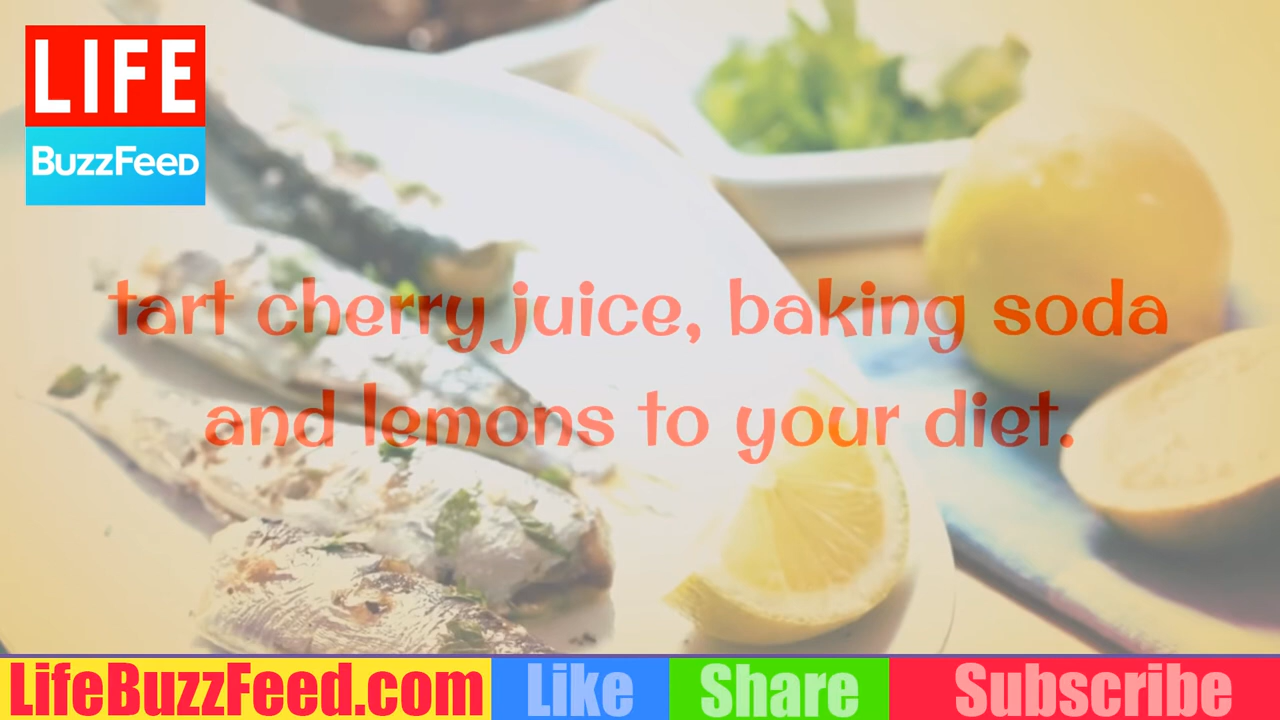 LIFE
BUZZFEED
tart cherry juice, baking soda
and lemons to your diet.
LifeBuzzFeed.com Like Share Subscribe